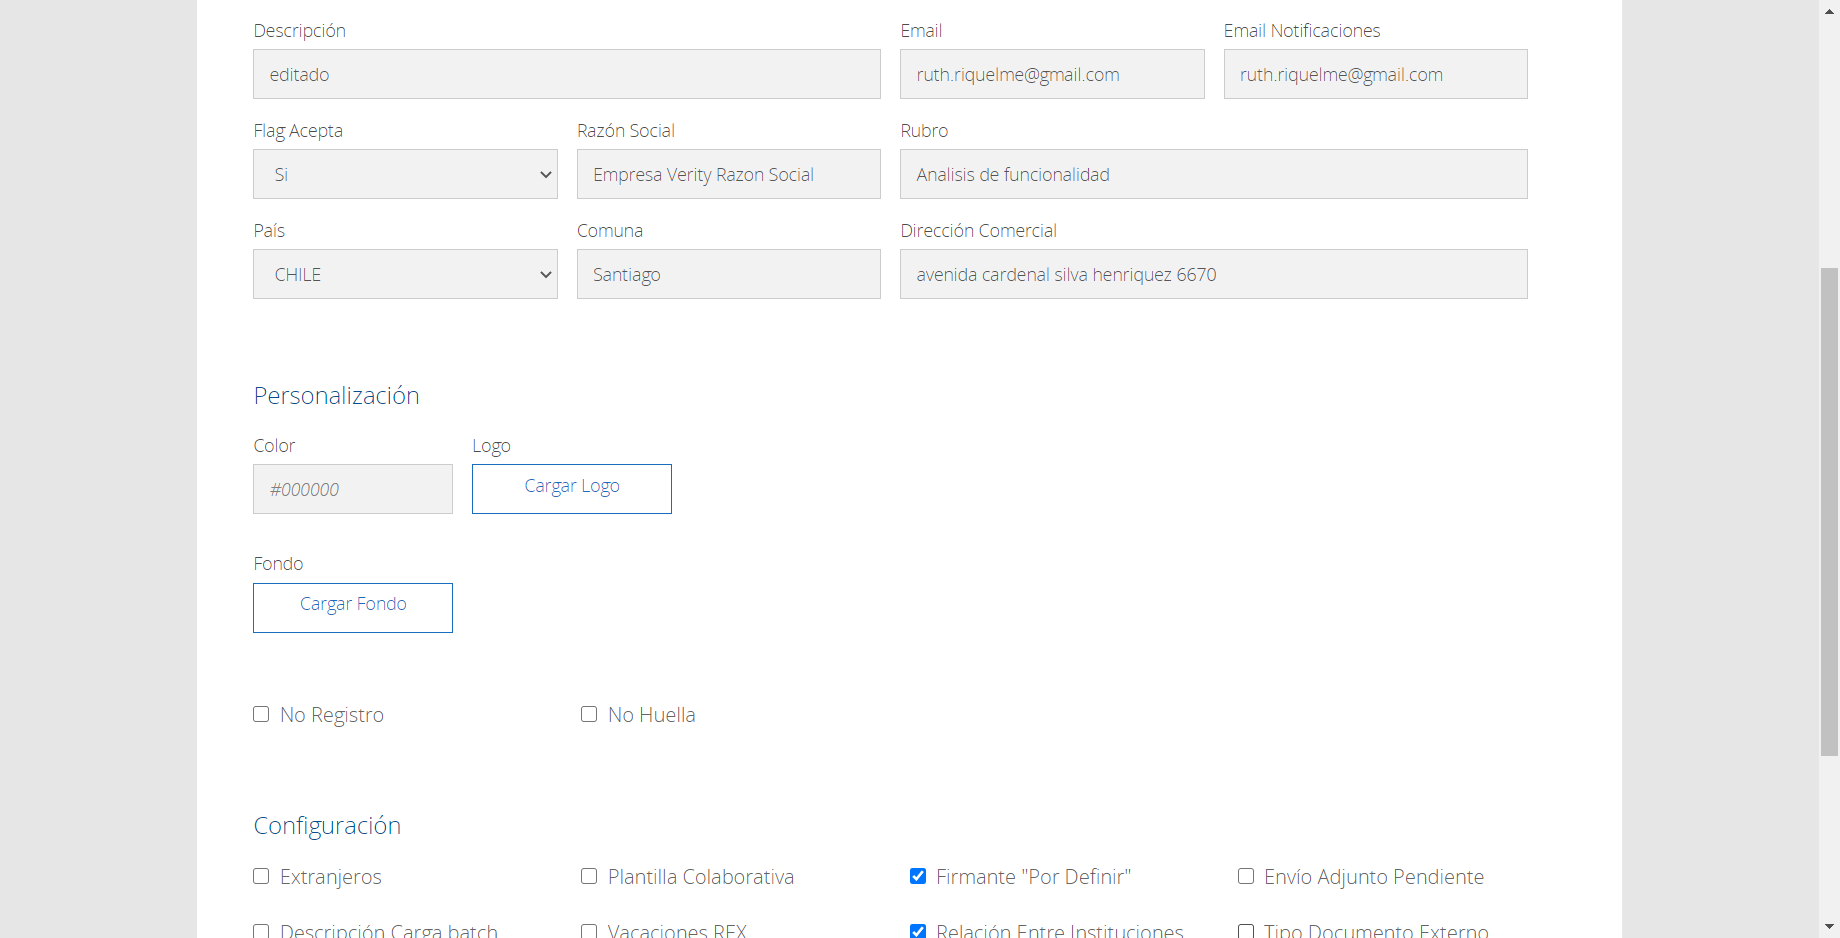 Descripción
Email
Email Notificaciones
editado
ruth.riquelme@gmail.com
ruth.riquelme@gmail.com
Flag Acepta
Razón Social
Rubro
Si
Empresa Verity Razon Social
Analisis de funcionalidad
País
Comuna
Dirección Comercial
CHILE
Santiago
avenida cardenal silva henriquez 6670
Personalización
Color
Logo
#000000
Cargar Logo
Fondo
Cargar Fondo
No Registro
No Huella
Configuración
Extranjeros
Plantilla Colaborativa
Firmante "Por Definir"
Envío Adjunto Pendiente
Descripción Carga batch
Vacaciones REX
Relación Entre Instituciones
Tipo Documento Externo